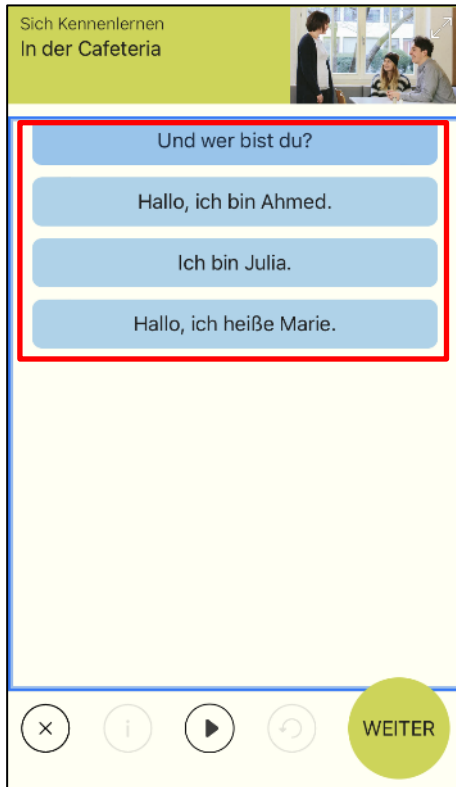 Sich Kennenlernen
In der Cafeteria
Und wer bist du?
Hallo, ich bin Ahmed.
Ich bin Julia.
Hallo, ich heiße Marie.
i
WEITER